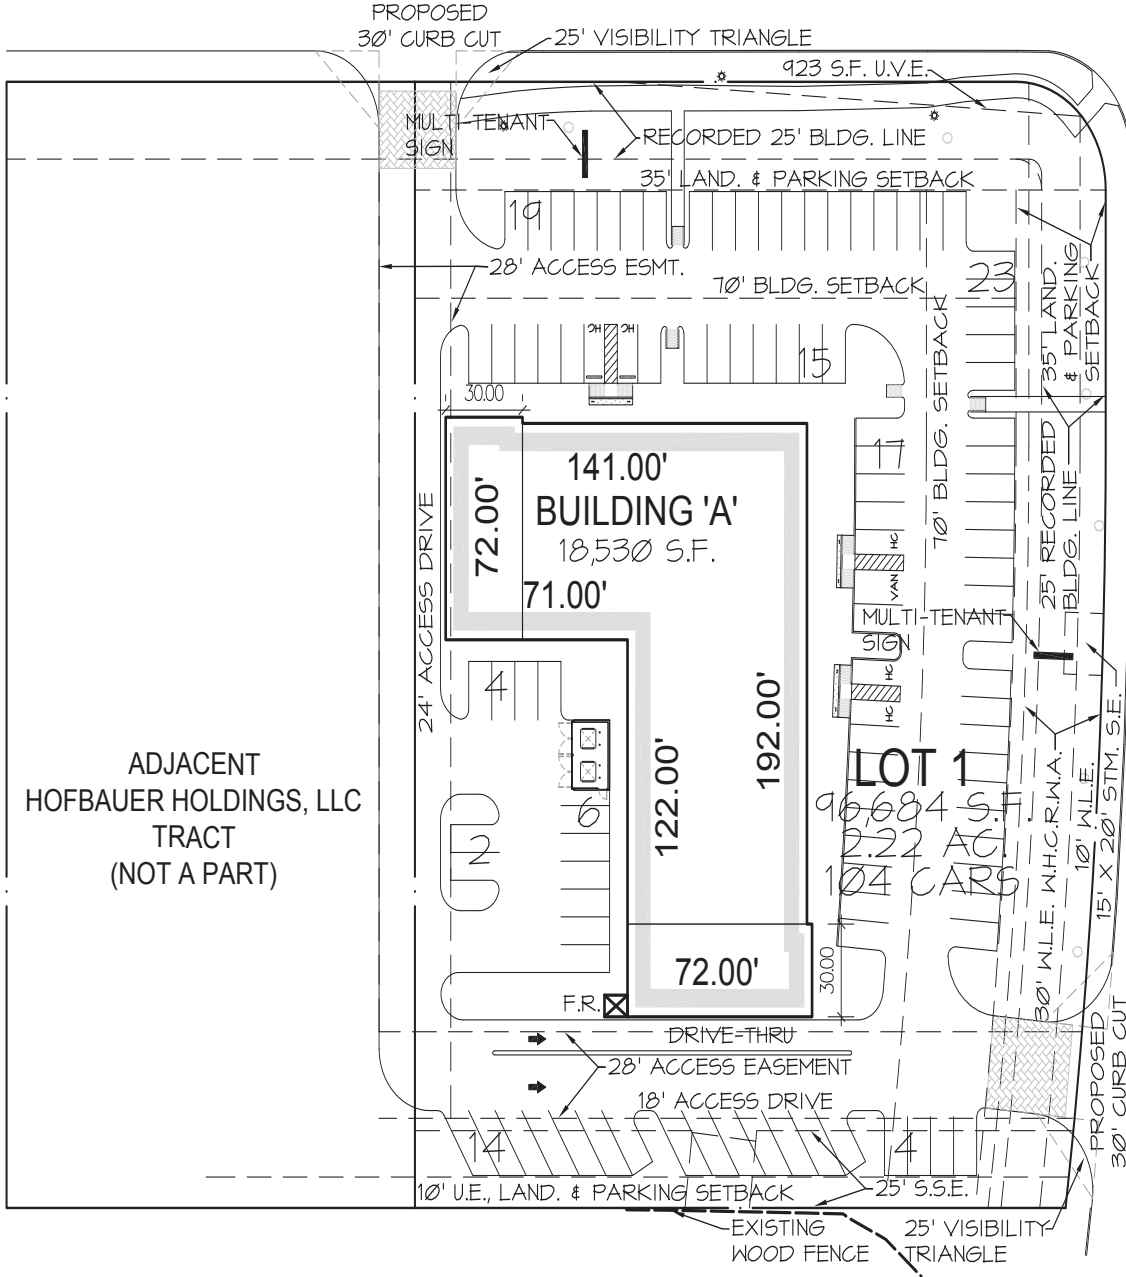 PROPOSED
30' CURB CUT
25' VISIBILITY TRIANGLE
923 S.F. U.V.E.
MULTI-TENANT
SIGN
RECORDED 25' BLDG. LINE
35' LAND. & PARKING SETBACK
19
28' ACCESS ESMT.
70' BLDG. SETBACK
23
35' LAND.
& PARKING
SETBACK
HC
HC
15
30.00
70' BLDG. SETBACK
17
141.00'
BUILDING 'A'
18,530 S.F.
72.00'
71.00'
24' ACCESS DRIVE
HC
VAN
25' RECORDED
BLDG. LINE
MULTI-TENANT
SIGN
HC
HC
4
192.00'
122.00'
6
2
LOT 1
96,684 S.F.
2.22 AC.
104 CARS
ADJACENT
HOFBAUER HOLDINGS, LLC
TRACT
(NOT A PART)
30' W.L.E. W.H.C.R.W.A.
10' W.L.E.
15' X 20' STM. S.E.
72.00'
30.00
F.R.
DRIVE-THRU
28' ACCESS EASEMENT
18' ACCESS DRIVE
PROPOSED
30' CURB CUT
14
4
10' U.E., LAND. & PARKING SETBACK
25' S.S.E.
EXISTING
WOOD FENCE
25' VISIBILITY
TRIANGLE